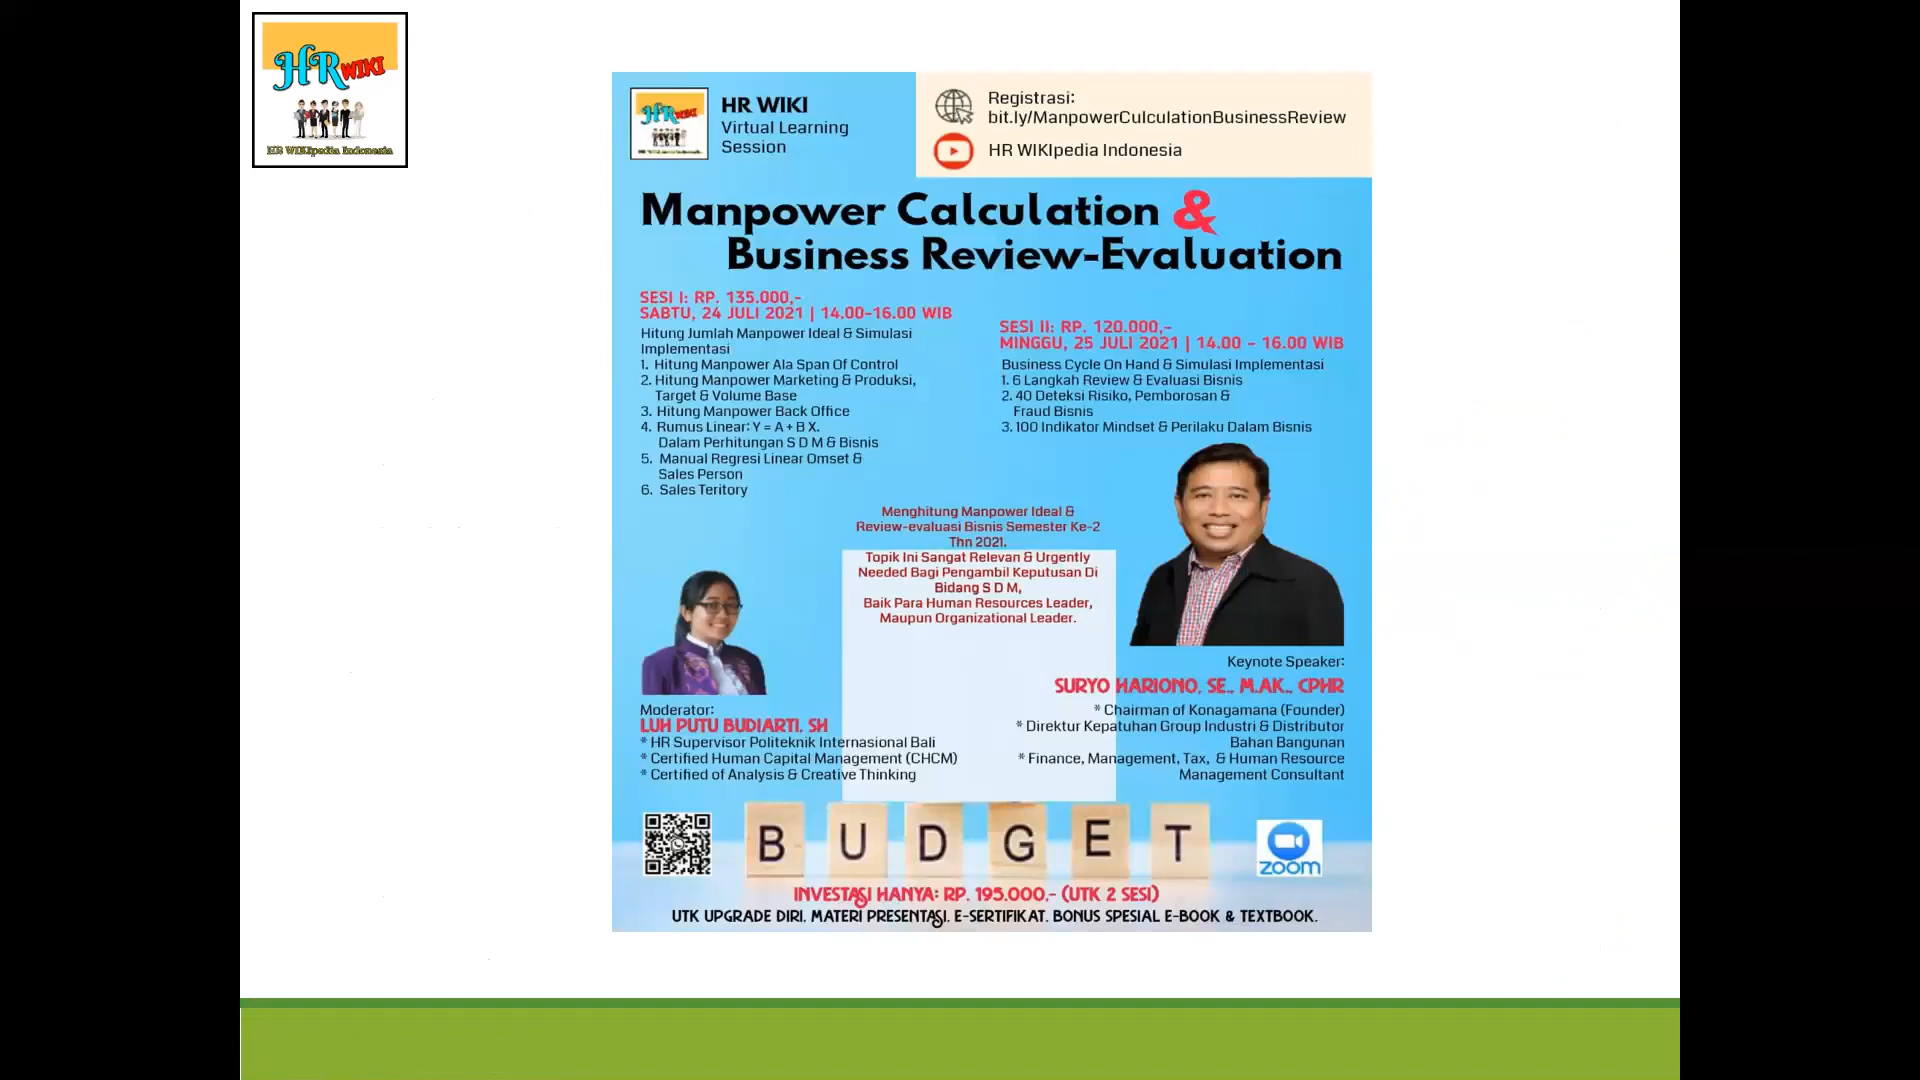 HR WIKI
HR WIKIpedia Indonesia
HR WIKI
Virtual Learning
Session
Registrasi:
bit.ly/ManpowerCulculationBusinessReview
HR WIKIpedia Indonesia
Manpower Calculation &
Business Review-Evaluation
SESI I: RP. 135.000,-
SABTU, 24 JULI 2021 | 14.00-16.00 WIB
Hitung Jumlah Manpower Ideal & Simulasi
Implementasi
1. Hitung Manpower Ala Span Of Control
2. Hitung Manpower Marketing & Produksi,
Target & Volume Base
3. Hitung Manpower Back Office
4. Rumus Linear: Y = A + B X.
Dalam Perhitungan S D M & Bisnis
5. Manual Regresi Linear Omset &
Sales Person
6. Sales Teritory
SESI II: RP. 120.000,-
MINGGU, 25 JULI 2021 | 14.00 - 16.00 WIB
Business Cycle On Hand & Simulasi Implementasi
1. 6 Langkah Review & Evaluasi Bisnis
2. 40 Deteksi Risiko, Pemborosan &
Fraud Bisnis
3. 100 Indikator Mindset & Perilaku Dalam Bisnis
Menghitung Manpower Ideal &
Review-evaluasi Bisnis Semester Ke-2
Thn 2021.
Topik Ini Sangat Relevan & Urgently
Needed Bagi Pengambil Keputusan Di
Bidang S D M,
Baik Para Human Resources Leader,
Maupun Organizational Leader.
Moderator:
LUH PUTU BUDIARTI. SH
* HR Supervisor Politeknik Internasional Bali
* Certified Human Capital Management (CHCM)
* Certified of Analysis & Creative Thinking
Keynote Speaker:
SURYO HARIONO, SE., M.AK., CPHR
* Chairman of Konagamana (Founder)
* Direktur Kepatuhan Group Industri & Distributor
Bahan Bangunan
* Finance, Management, Tax, & Human Resource
Management Consultant
BUDGET
zoom
INVESTASI HANYA: RP. 195.000.- (UTK 2 SESI)
UTK UPGRADE DIRI. MATERI PRESENTASI. E-SERTIFIKAT. BONUS SPESIAL E-BOOK & TEXTBOOK.